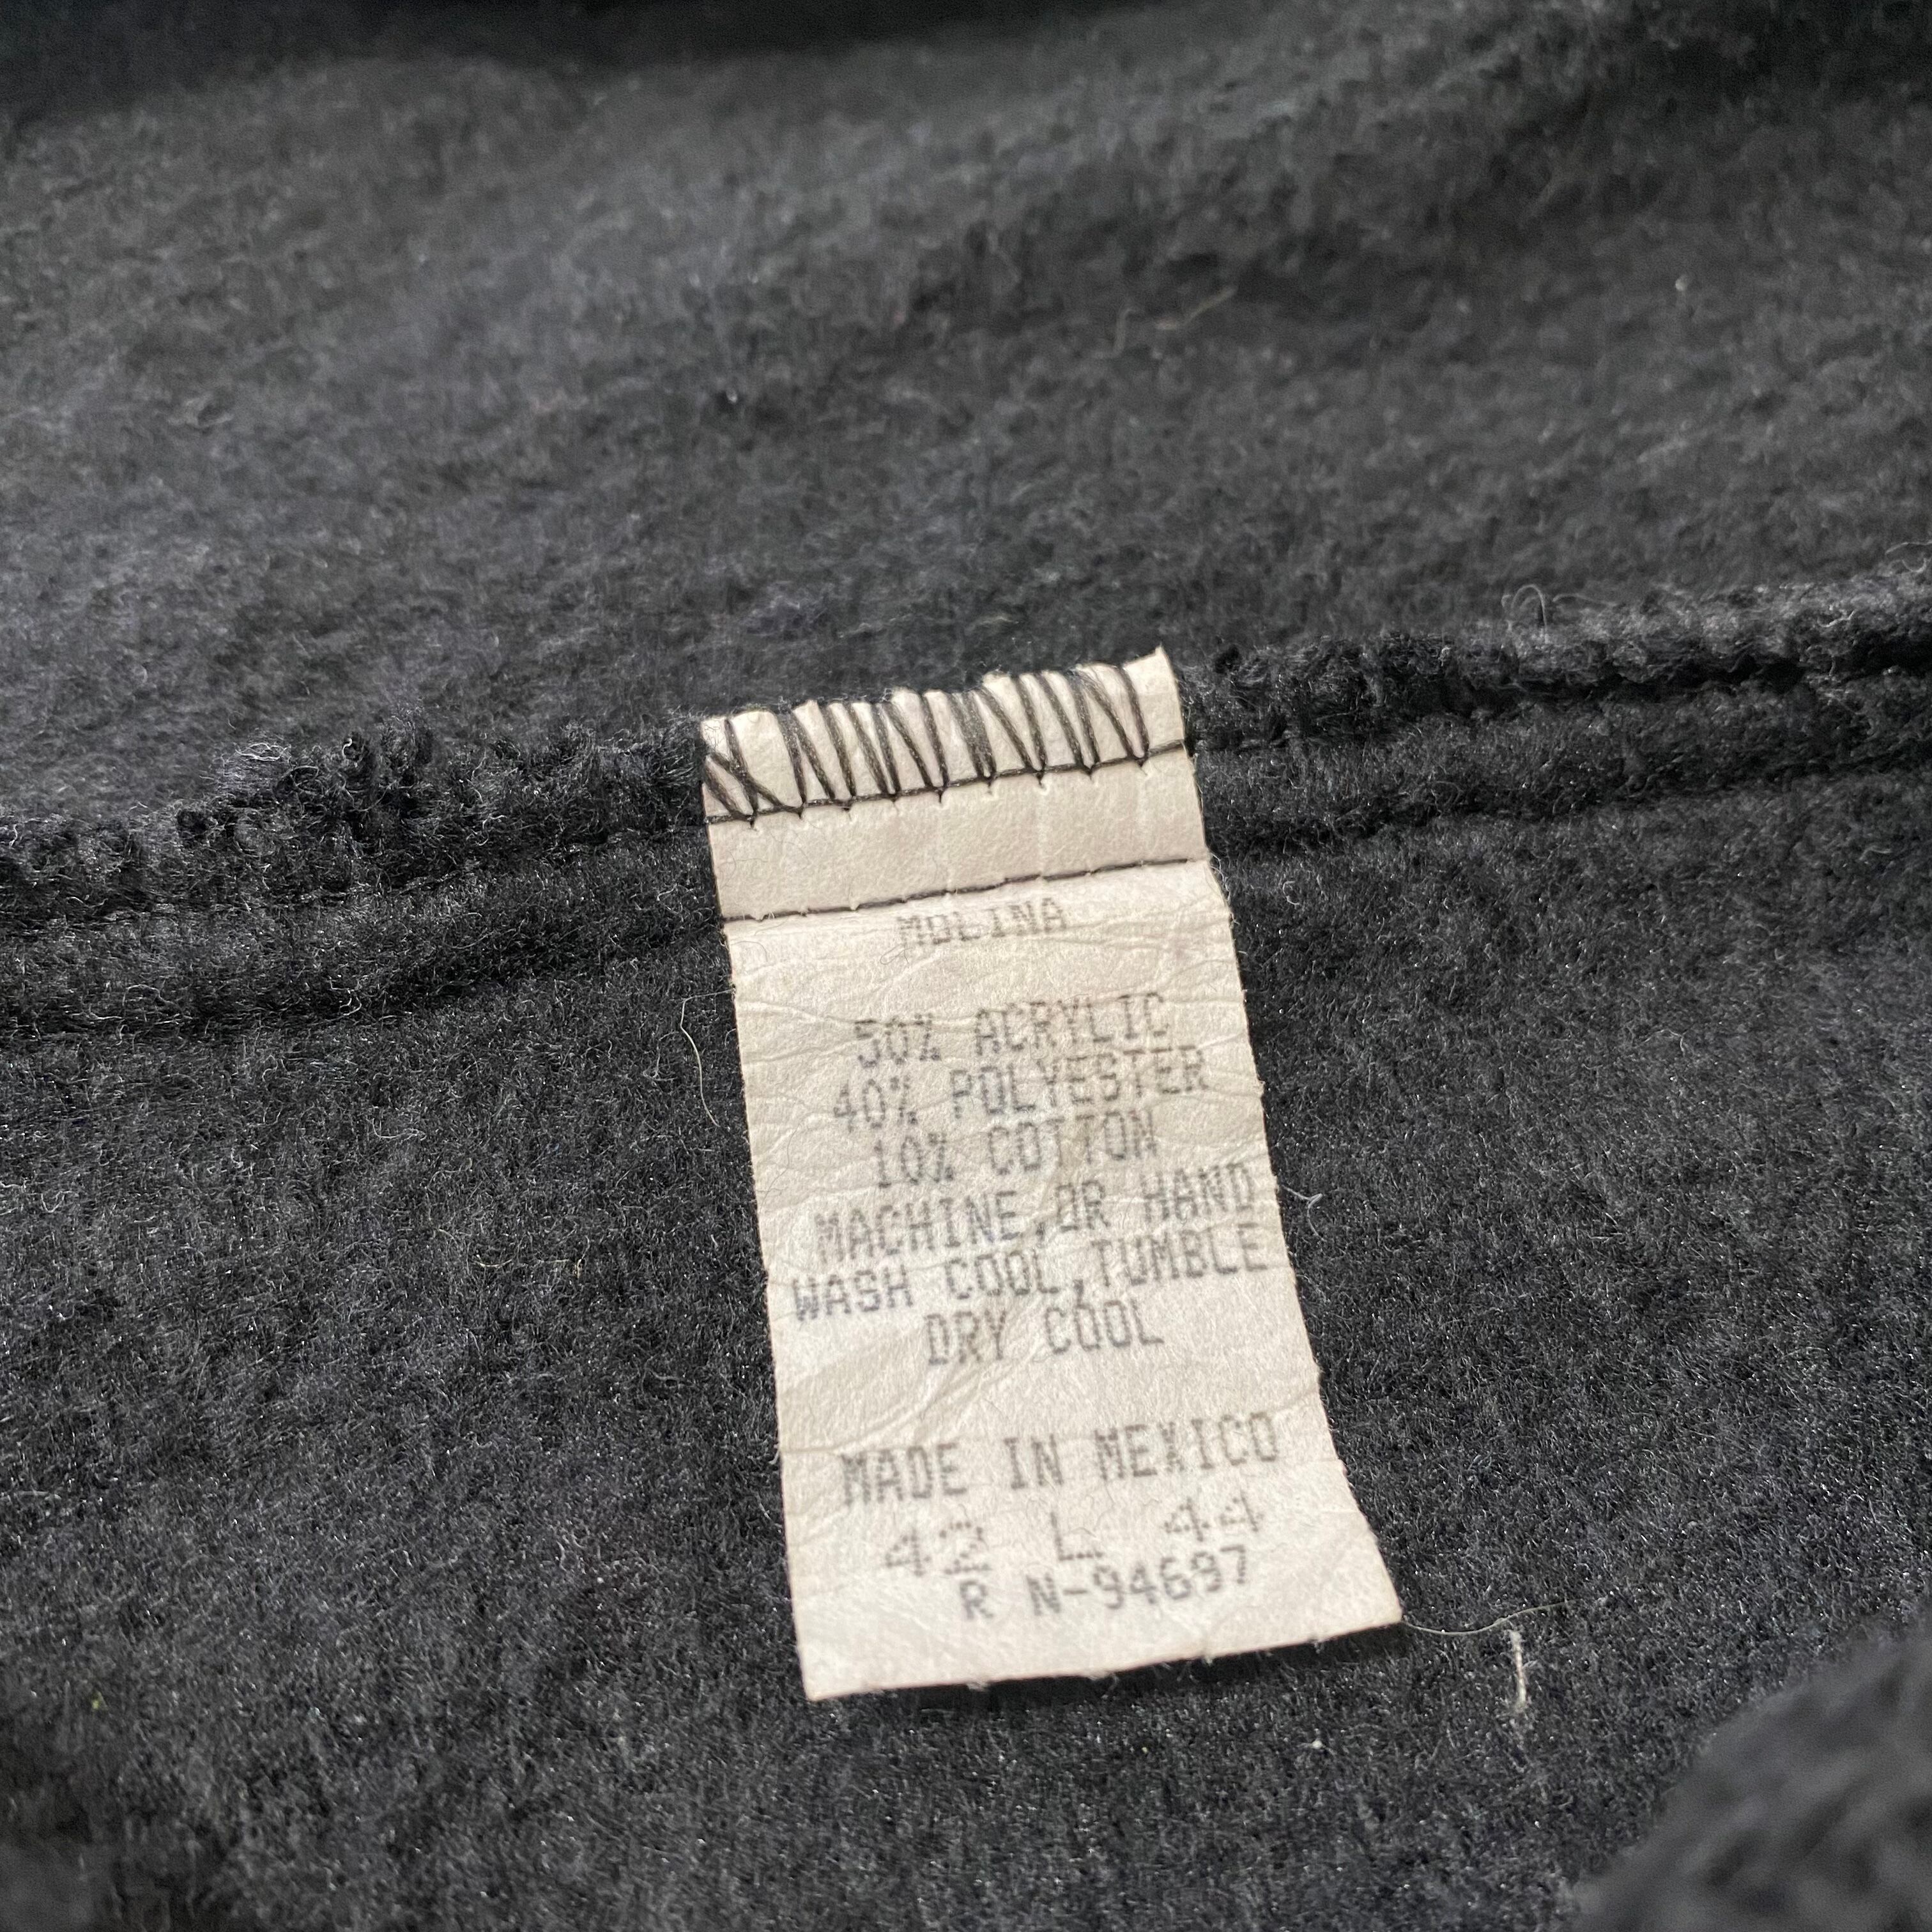 MOLINA
50% ACRYLIC
40% POLYESTER
10% COTTON
MACHINE,OR HAND
WASH COOL,TUMBLE
DRY COOL
MADE IN MEXICO
42 L 44
R N-94697